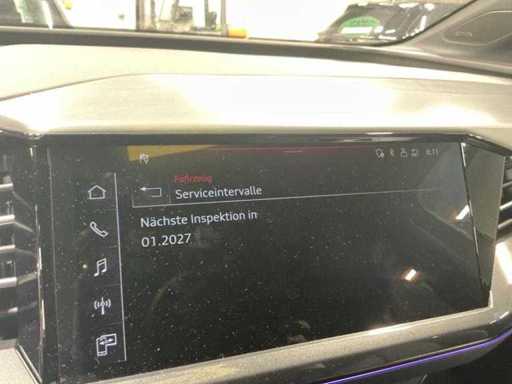 Fahrzeug
Serviceintervalle
Nächste Inspektion in
01.2027